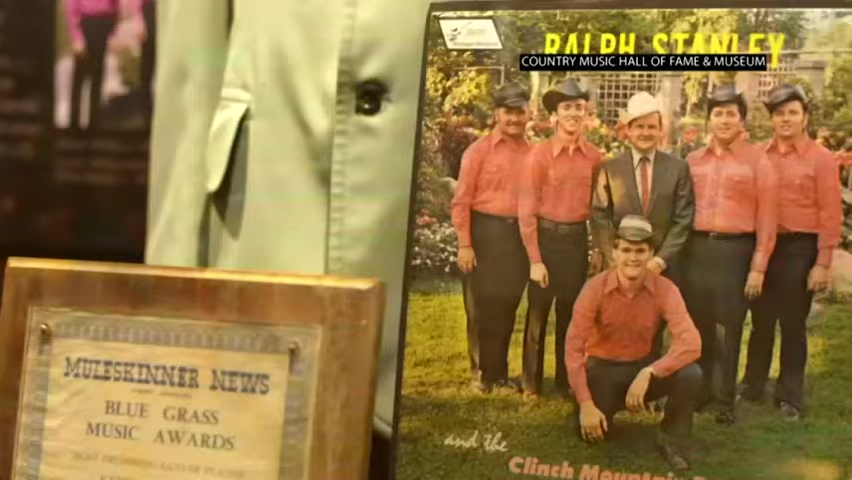 RALPH STANLEY
COUNTRY MUSIC HALL OF FAME & MUSEUM
and the
Clinch Mountain
MULESKINNER NEWS
BLUE GRASS
MUSIC AWARDS